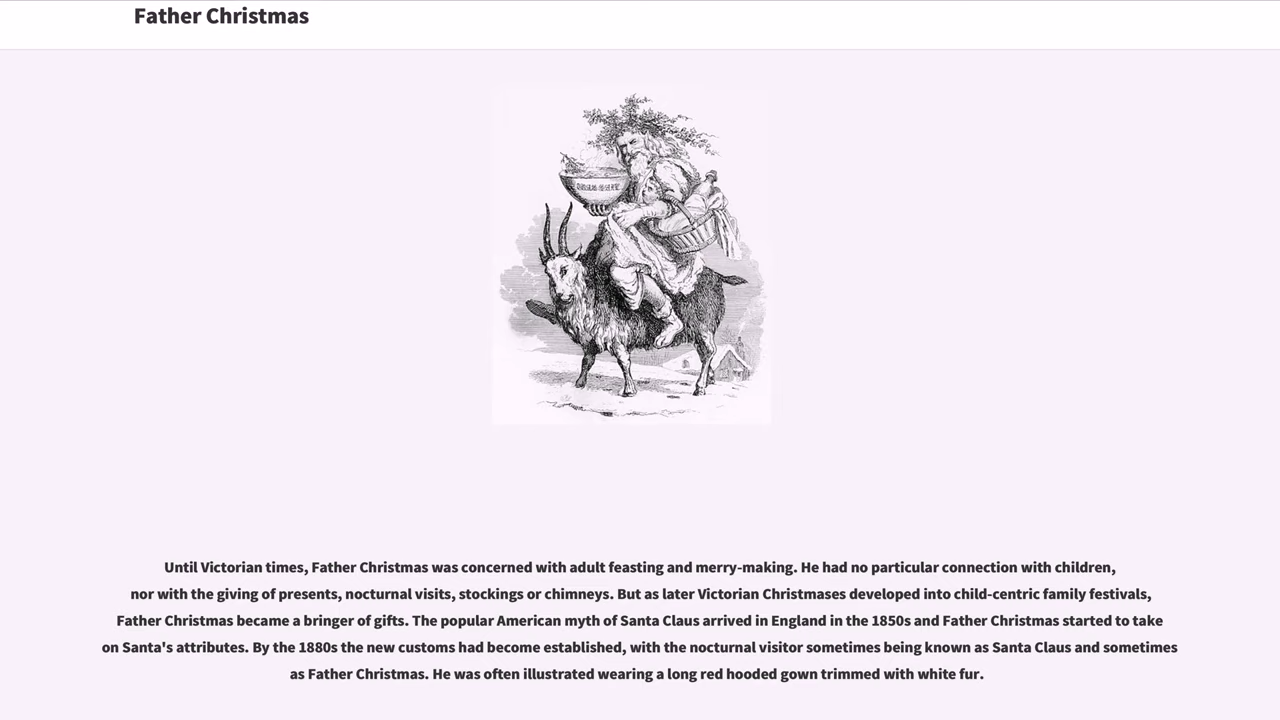 Father Christmas
Until Victorian times, Father Christmas was concerned with adult feasting and merry-making. He had no particular connection with children,
nor with the giving of presents, nocturnal visits, stockings or chimneys. But as later Victorian Christmases developed into child-centric family festivals,
Father Christmas became a bringer of gifts. The popular American myth of Santa Claus arrived in England in the 1850s and Father Christmas started to take
on Santa's attributes. By the 1880s the new customs had become established, with the nocturnal visitor sometimes being known as Santa Claus and sometimes
as Father Christmas. He was often illustrated wearing a long red hooded gown trimmed with white fur.